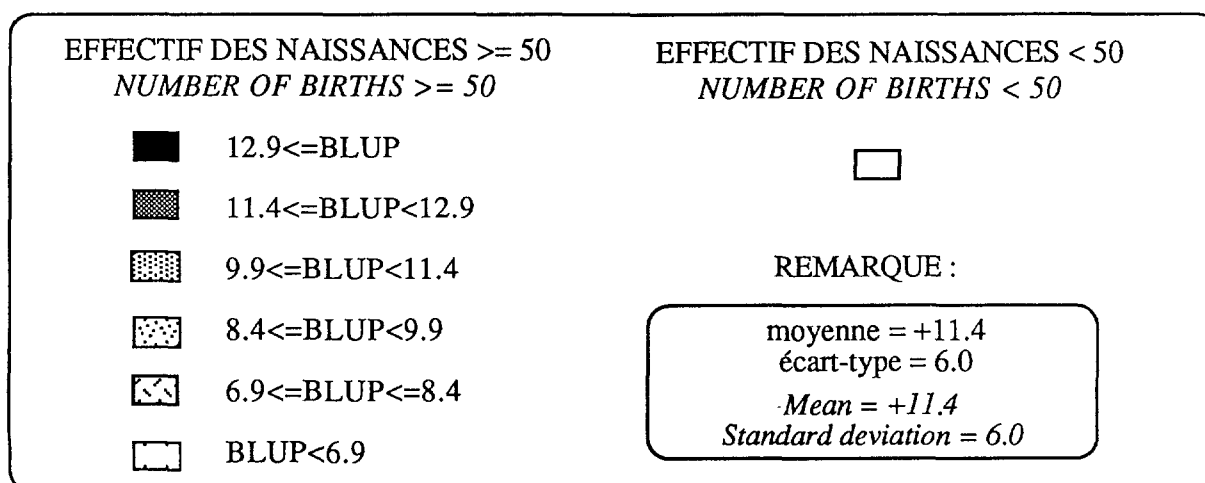 EFFECTIF DES NAISSANCES >= 50
NUMBER OF BIRTHS >= 50
12.9<=BLUP
11.4<=BLUP<12.9
9.9<=BLUP<11.4
8.4<=BLUP<9.9
6.9<=BLUP<=8.4
BLUP<6.9
EFFECTIF DES NAISSANCES < 50
NUMBER OF BIRTHS < 50
REMARQUE :
moyenne = +11.4
écart-type = 6.0
Mean = +11.4
Standard deviation = 6.0